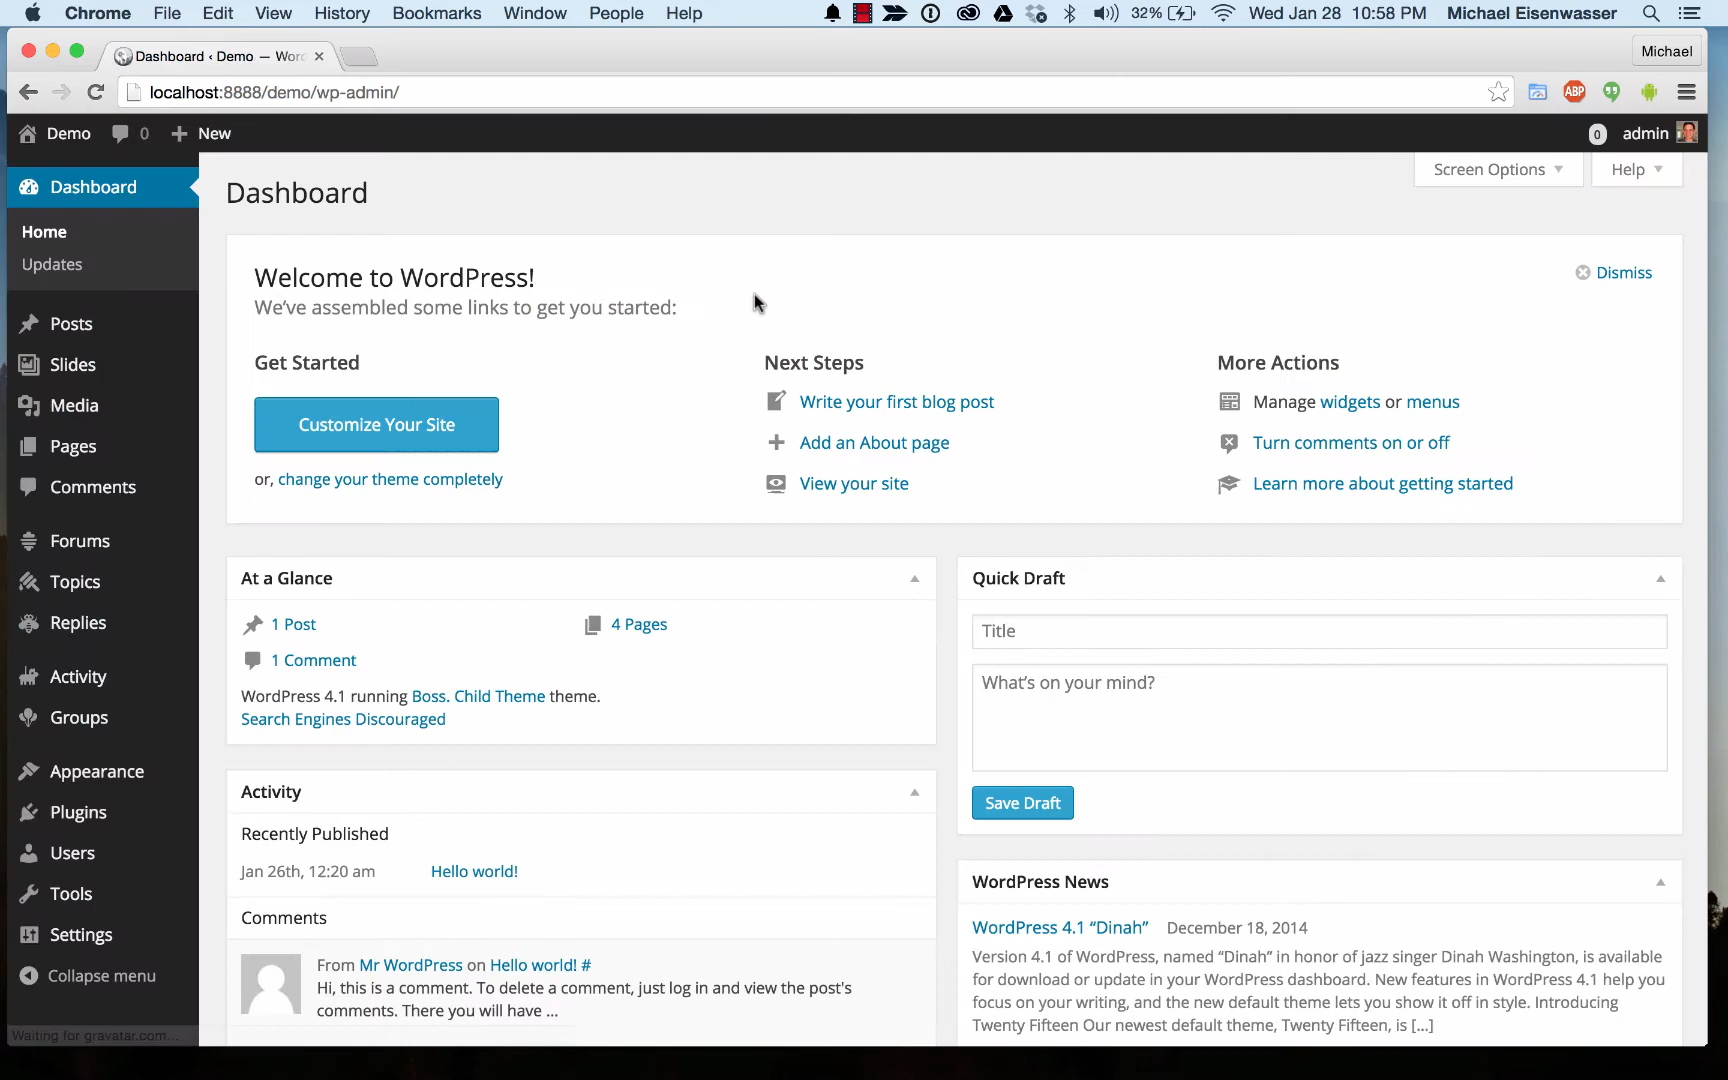 Chrome File Edit View History Bookmarks Window People Help 32% Wed Jan 28 10:58 PM Michael Eisenwasser
Dashboard ‹ Demo — Wor Michael
localhost:8888/demo/wp-admin/ ABP
Demo 0 New 0 admin
Screen Options Help
Dashboard
Home
Updates
Posts
Slides
Media
Pages
Comments
Forums
Topics
Replies
Activity
Groups
Appearance
Plugins
Users
Tools
Settings
Collapse menu
Waiting for gravatar.com...
Dashboard
Welcome to WordPress! Dismiss
We've assembled some links to get you started:
Get Started
Customize Your Site
or, change your theme completely
Next Steps
Write your first blog post
Add an About page
View your site
More Actions
Manage widgets or menus
Turn comments on or off
Learn more about getting started
At a Glance
1 Post 4 Pages
1 Comment
WordPress 4.1 running Boss. Child Theme theme.
Search Engines Discouraged
Activity
Recently Published
Jan 26th, 12:20 am Hello world!
Comments
From Mr WordPress on Hello world! #
Hi, this is a comment. To delete a comment, just log in and view the post's
comments. There you will have ...
Quick Draft
Title
What's on your mind?
Save Draft
WordPress News
WordPress 4.1 “Dinah” December 18, 2014
Version 4.1 of WordPress, named “Dinah” in honor of jazz singer Dinah Washington, is available
for download or update in your WordPress dashboard. New features in WordPress 4.1 help you
focus on your writing, and the new default theme lets you show it off in style. Introducing
Twenty Fifteen Our newest default theme, Twenty Fifteen, is [...]